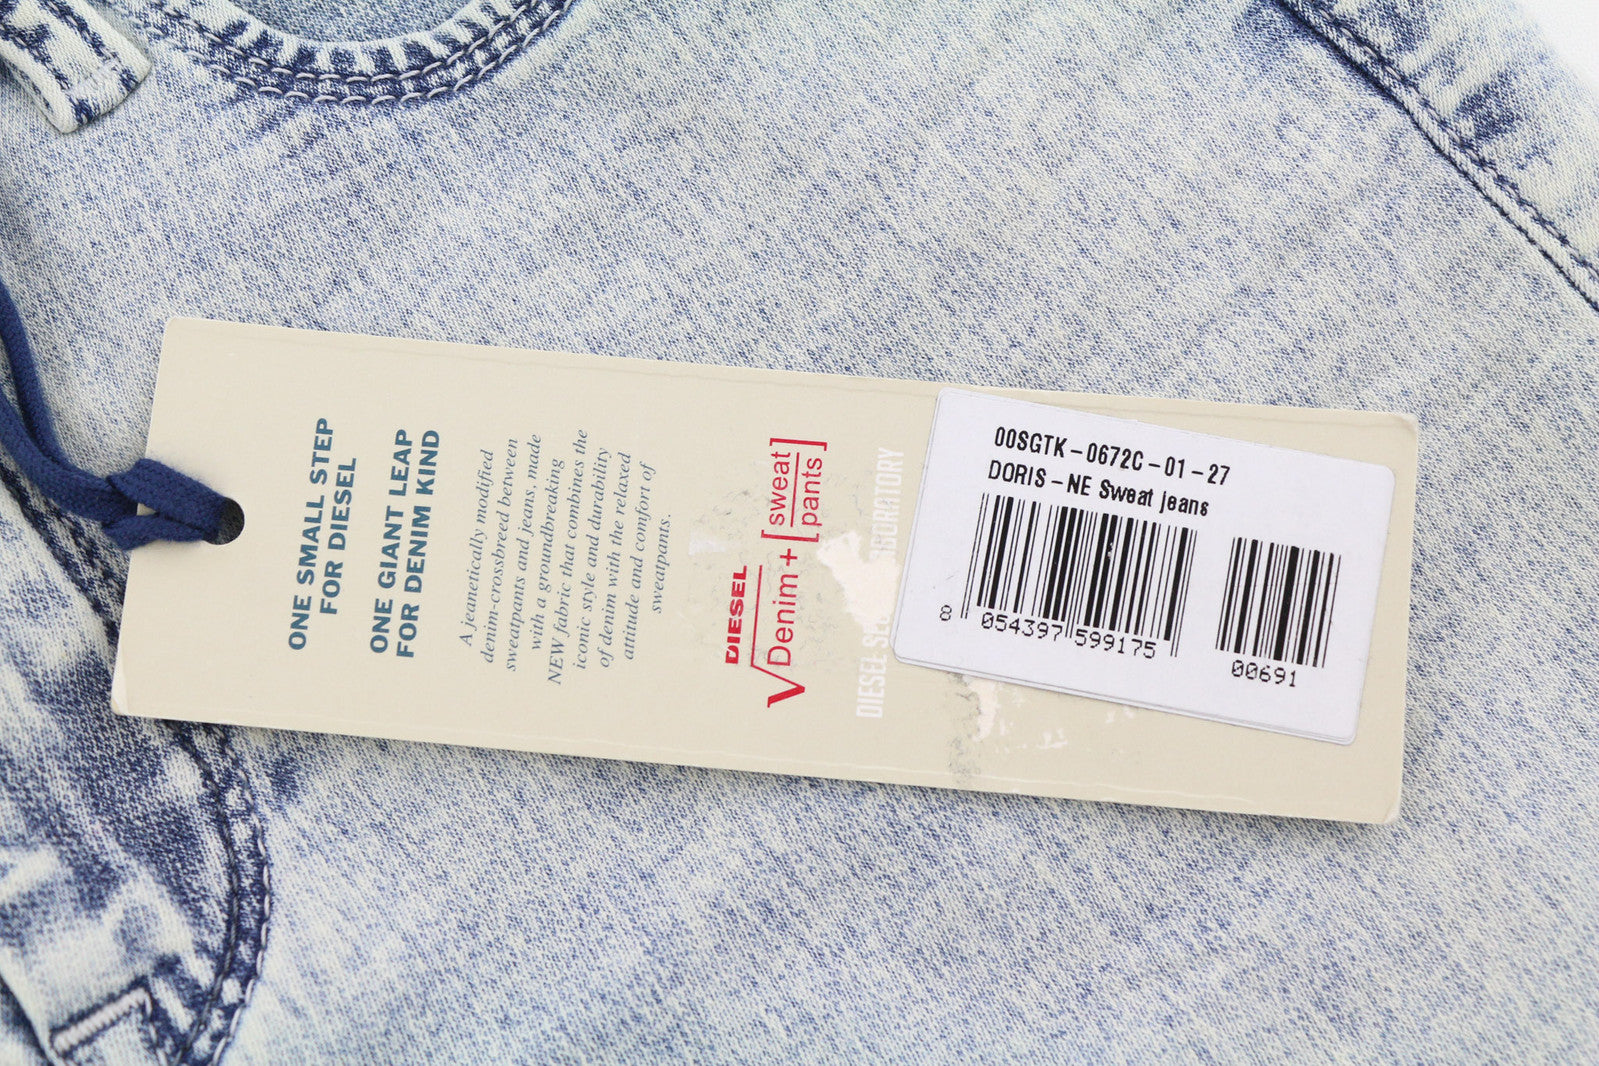 ONE SMALL STEP
FOR DIESEL
ONE GIANT LEAP
FOR DENIM KIND
A jeanetically modified
denim-crossbreed between
sweatpants and jeans, made
with a groundbreaking
NEW fabric that combines the
iconic style and durability
of denim with the relaxed
attitude and comfort of
sweatpants.
DIESEL
√Denim + [sweat
pants]
DIESEL
00SGTK-0672C-01-27
DORIS-NE Sweat jeans
8 054397 599175
00691